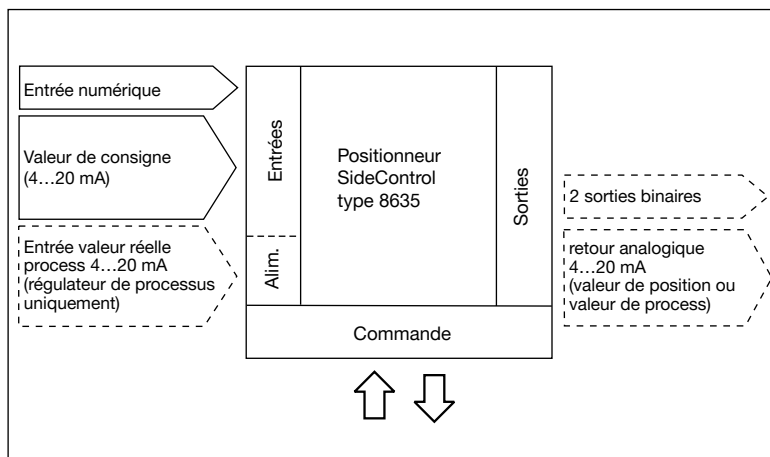 Entrée numérique
Valeur de consigne
(4…20 mA)
Entrée valeur réelle
process 4…20 mA
(régulateur de processus
uniquement)
Entrées
Alim.
Positionneur
SideControl
type 8635
Sorties
Commande
2 sorties binaires
retour analogique
4…20 mA
(valeur de position ou
valeur de process)